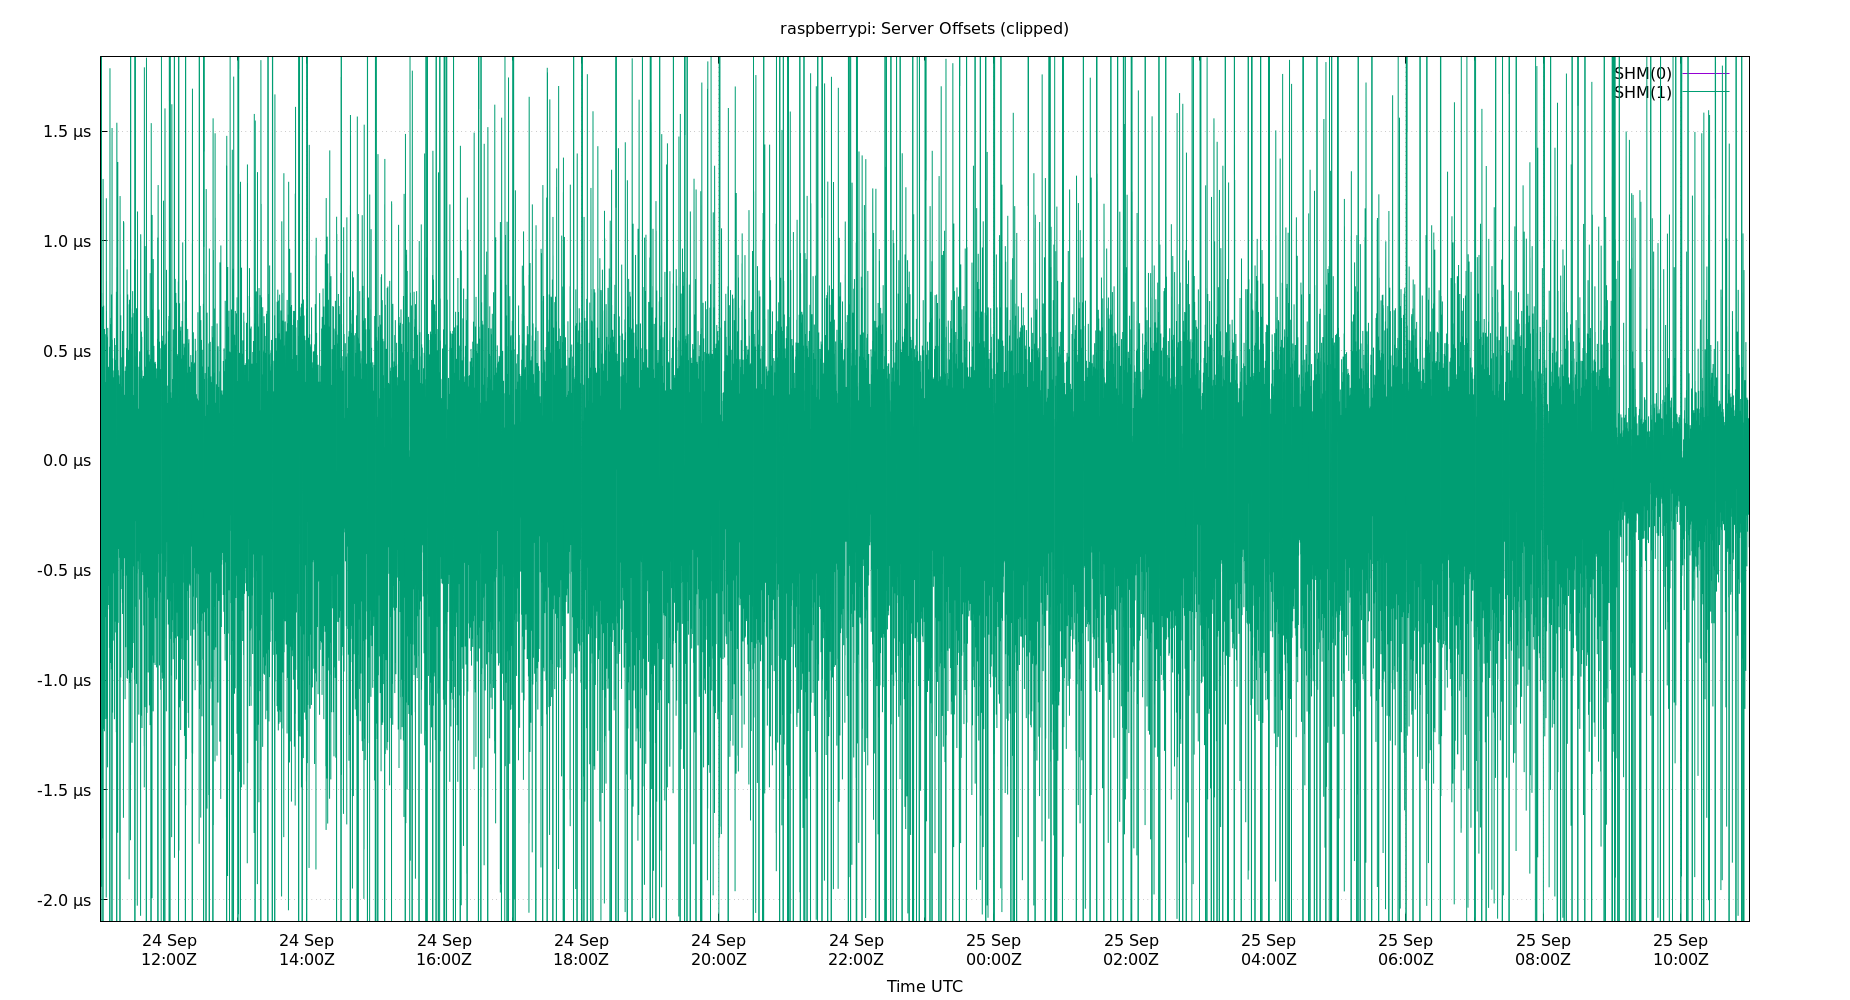 raspberrypi: Server Offsets (clipped)
SHM(0)
SHM(1)
1.5 µs
1.0 µs
0.5 µs
0.0 µs
-0.5 µs
-1.0 µs
-1.5 µs
-2.0 µs
24 Sep 24 Sep 24 Sep 24 Sep 24 Sep 24 Sep 25 Sep 25 Sep 25 Sep 25 Sep 25 Sep 25 Sep
12:00Z 14:00Z 16:00Z 18:00Z 20:00Z 22:00Z 00:00Z 02:00Z 04:00Z 06:00Z 08:00Z 10:00Z
Time UTC